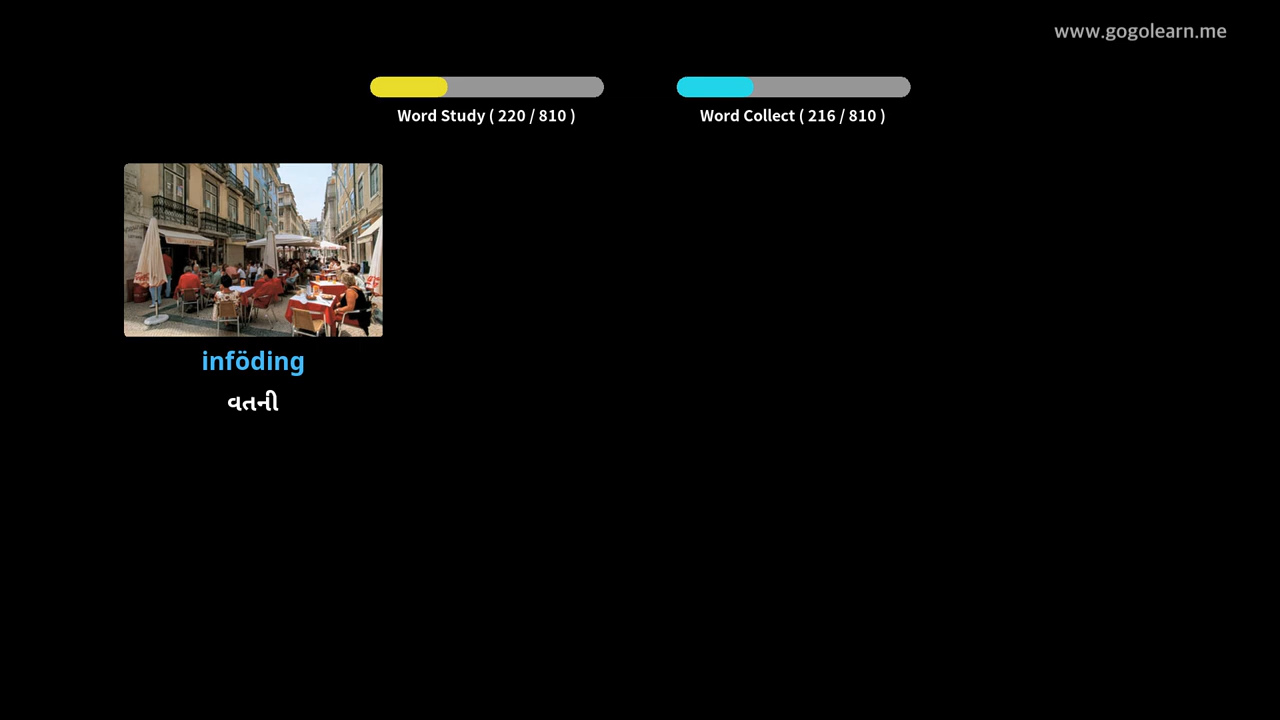 www.gogolearn.me
Word Study ( 220 / 810 )
Word Collect ( 216 / 810 )
inföding
વતની